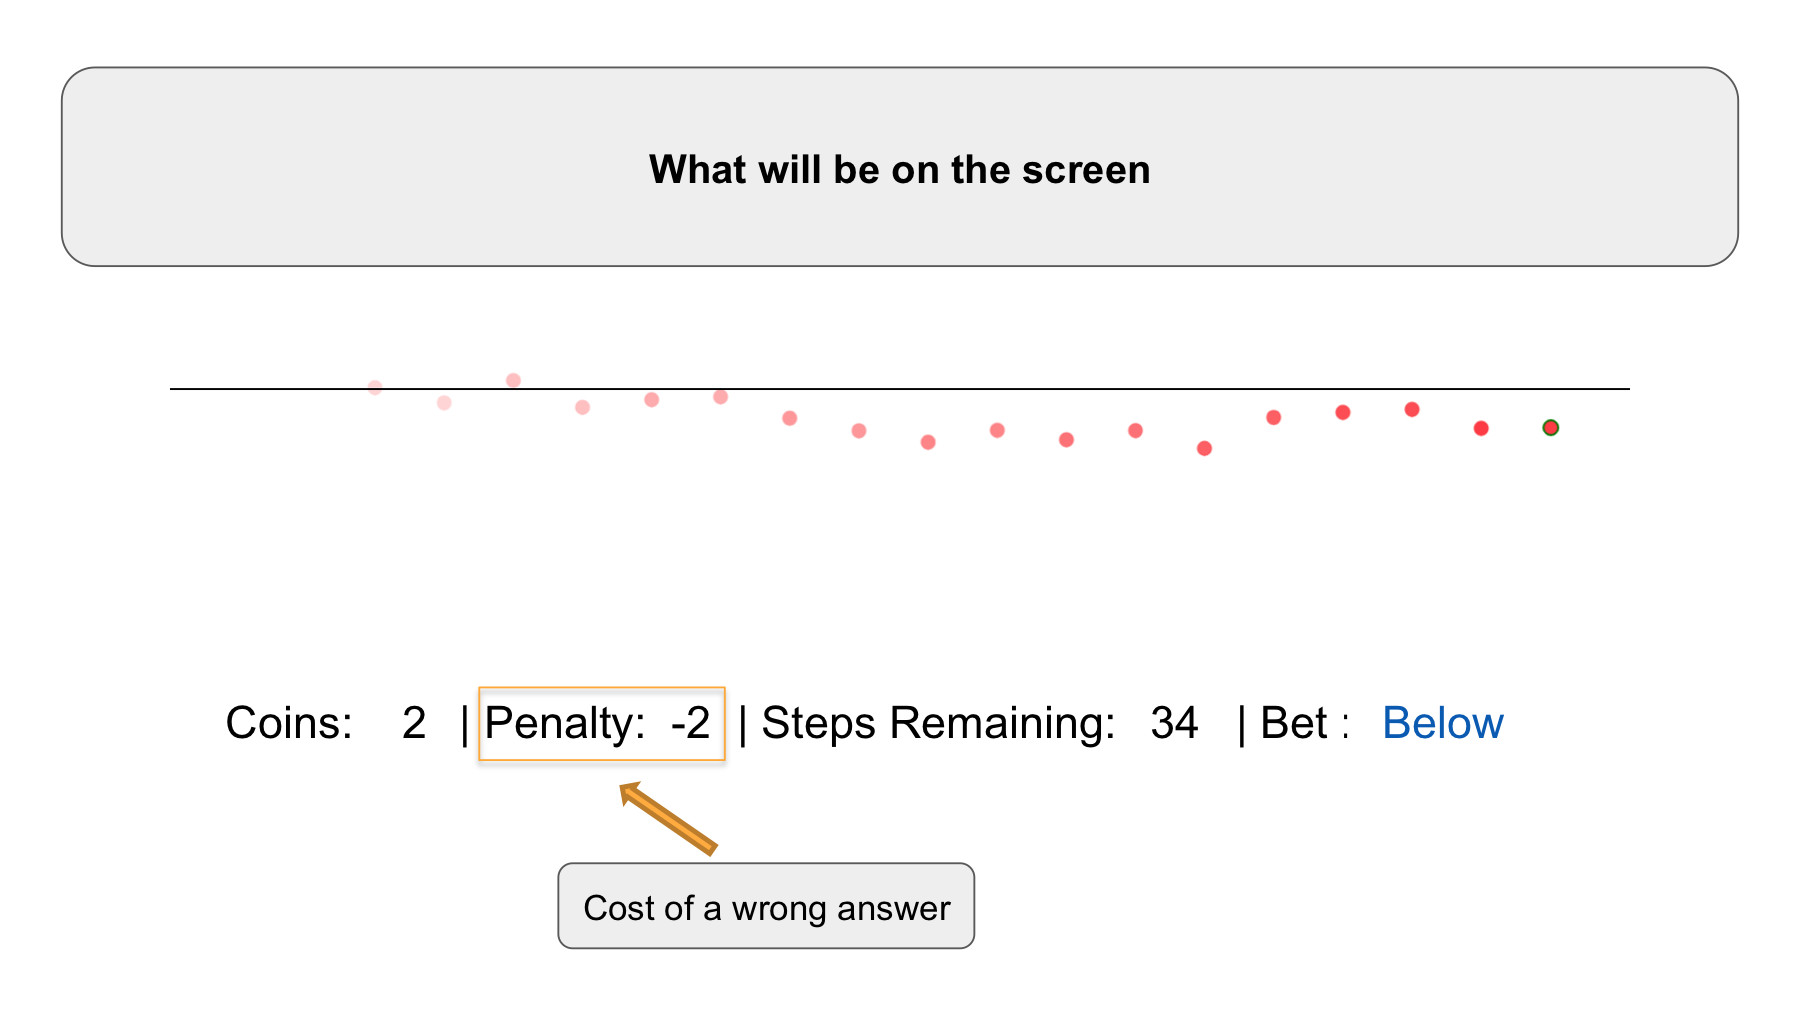 What will be on the screen
Coins: 2 | Penalty: -2 | Steps Remaining: 34 | Bet : Below
Cost of a wrong answer